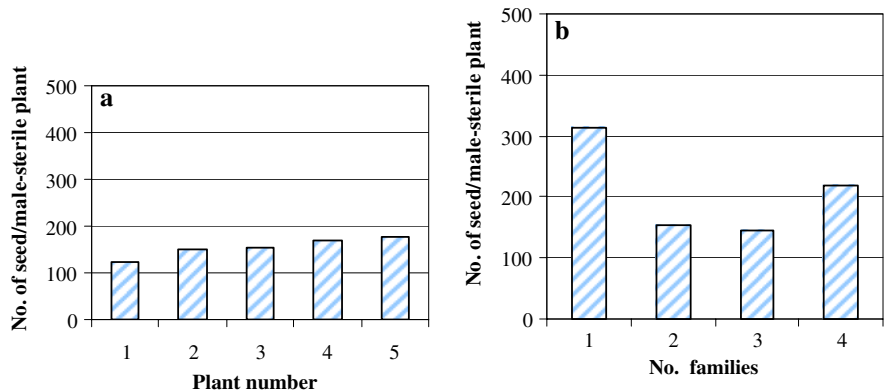 a
No. of seed/male-sterile plant
500
400
300
200
100
0
1 2 3 4 5
Plant number
b
No. of seed/male-sterile plant
500
400
300
200
100
0
1 2 3 4
No. families